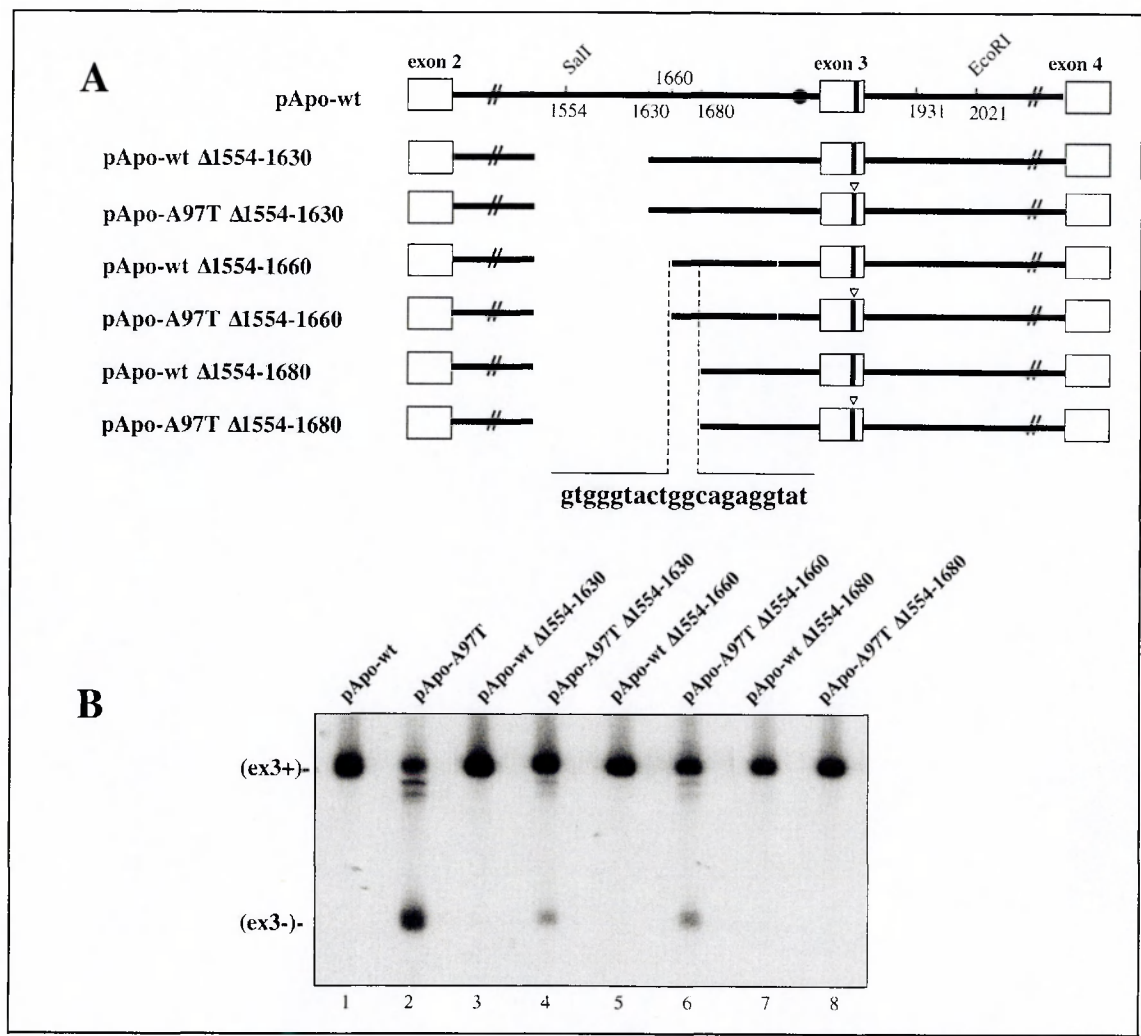 A
exon 2
SalI
1660
exon 3
EcoRI
exon 4
pApo-wt
1554
1630
1680
1931
2021
pApo-wt Δ1554-1630
pApo-A97T Δ1554-1630
pApo-wt Δ1554-1660
pApo-A97T Δ1554-1660
pApo-wt Δ1554-1680
pApo-A97T Δ1554-1680
gtgggtactggcagaggtat
B
pApo-wt
pApo-A97T
pApo-wt Δ1554-1630
pApo-A97T Δ1554-1630
pApo-wt Δ1554-1660
pApo-A97T Δ1554-1660
pApo-wt Δ1554-1680
pApo-A97T Δ1554-1680
(ex3+)-
(ex3-)-
1 2 3 4 5 6 7 8